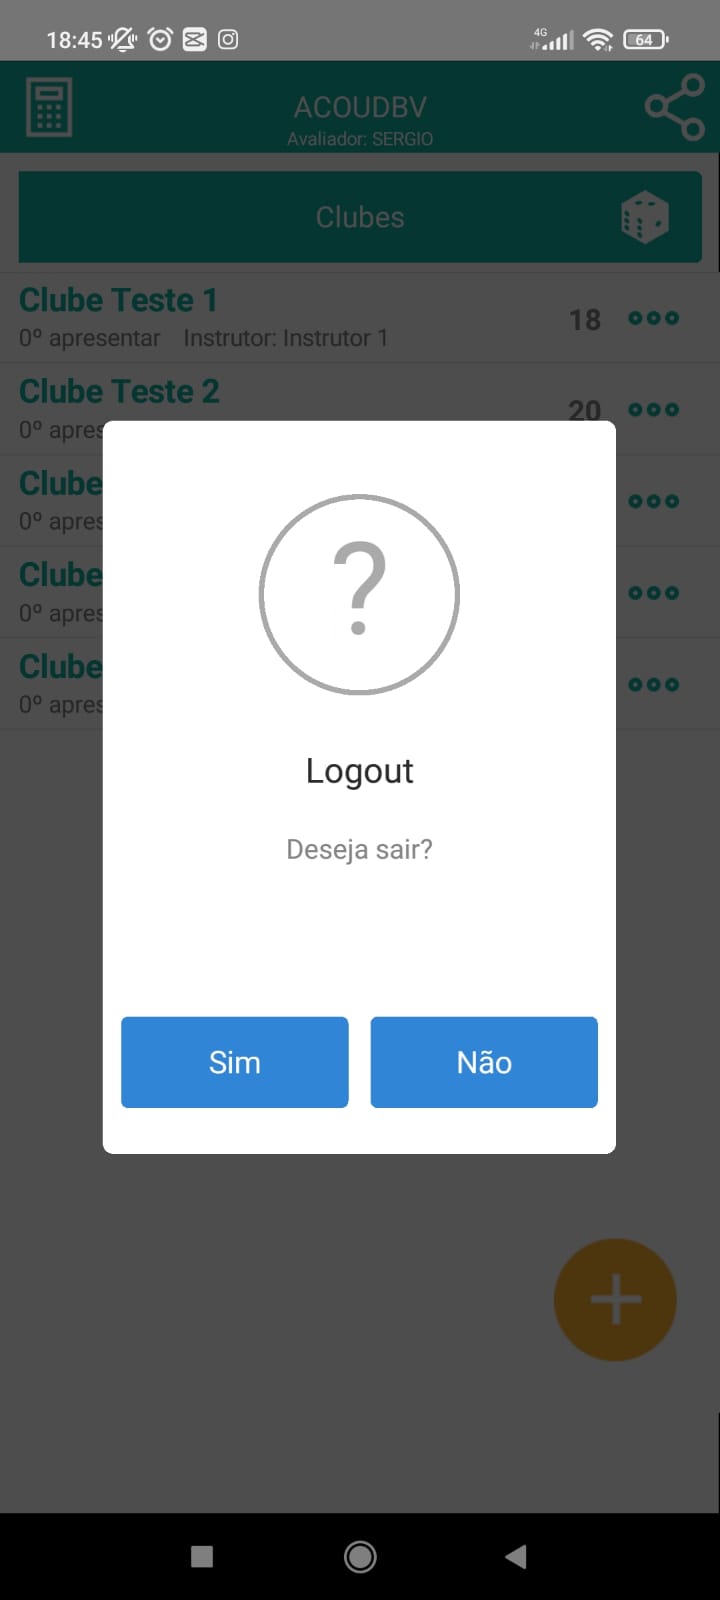 18:45
4G
64
ACOUDBV
Avaliador: SERGIO
Clubes
Clube Teste 1
18
0º apresentar Instrutor: Instrutor 1
Clube Teste 2
20
0º apres
Clube
0º apres
Clube
0º apres
Clube
0º apres
?
Logout
Deseja sair?
Sim Não